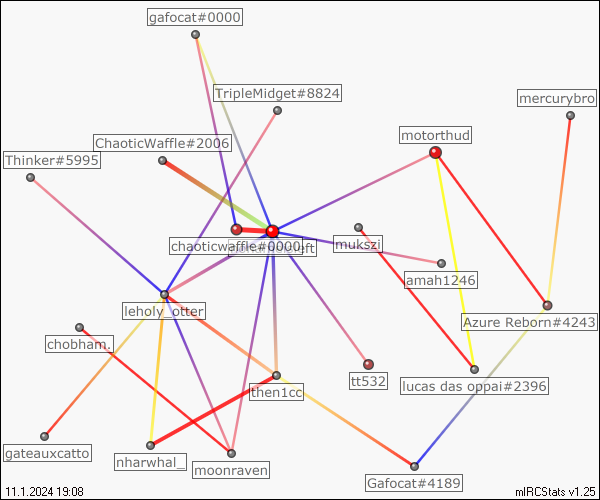 gafocat#0000
TripleMidget#8824
mercurybro
ChaoticWaffle#2006
motorthud
Thinker#5995
chaoticwaffle#0000
mukszi
amah1246
leholy_otter
Azure Reborn#4243
chobham.
tt532
lucas das oppai#2396
then1cc
gateauxcatto
nharwhal_
moonraven
Gafocat#4189
11.1.2024 19:08
mIRCStats v1.25